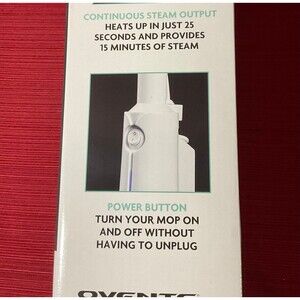 CONTINUOUS STEAM OUTPUT
HEATS UP IN JUST 25
SECONDS AND PROVIDES
15 MINUTES OF STEAM
POWER BUTTON
TURN YOUR MOP ON
AND OFF WITHOUT
HAVING TO UNPLUG
OVENTE